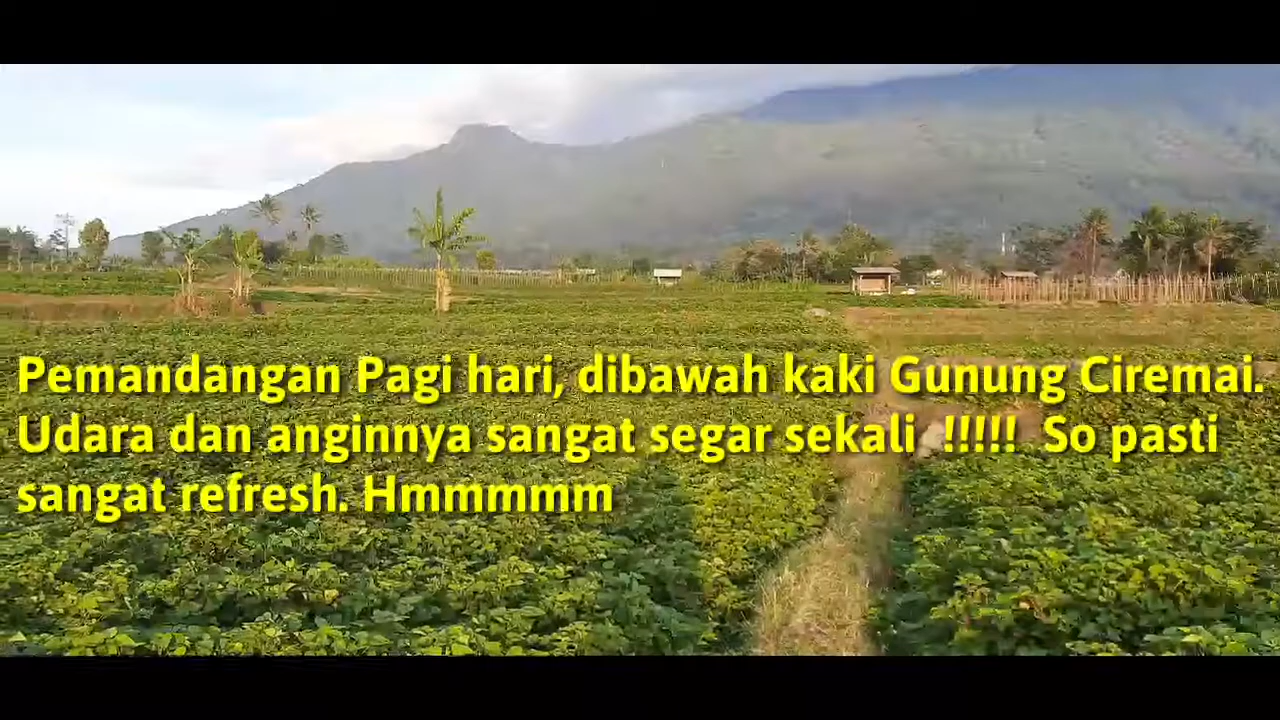 Pemandangan Pagi hari, dibawah kaki Gunung Ciremai.
Udara dan anginnya sangat segar sekali  !!!!!  So pasti
sangat refresh. Hmmmmm